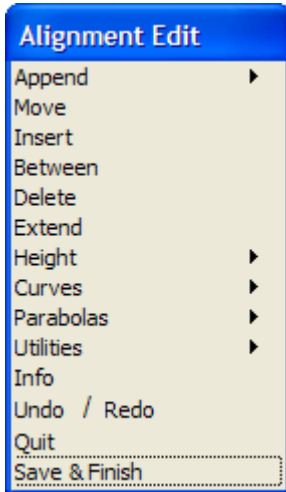 Alignment Edit
Append
Move
Insert
Between
Delete
Extend
Height
Curves
Parabolas
Utilities
Info
Undo / Redo
Quit
Save & Finish